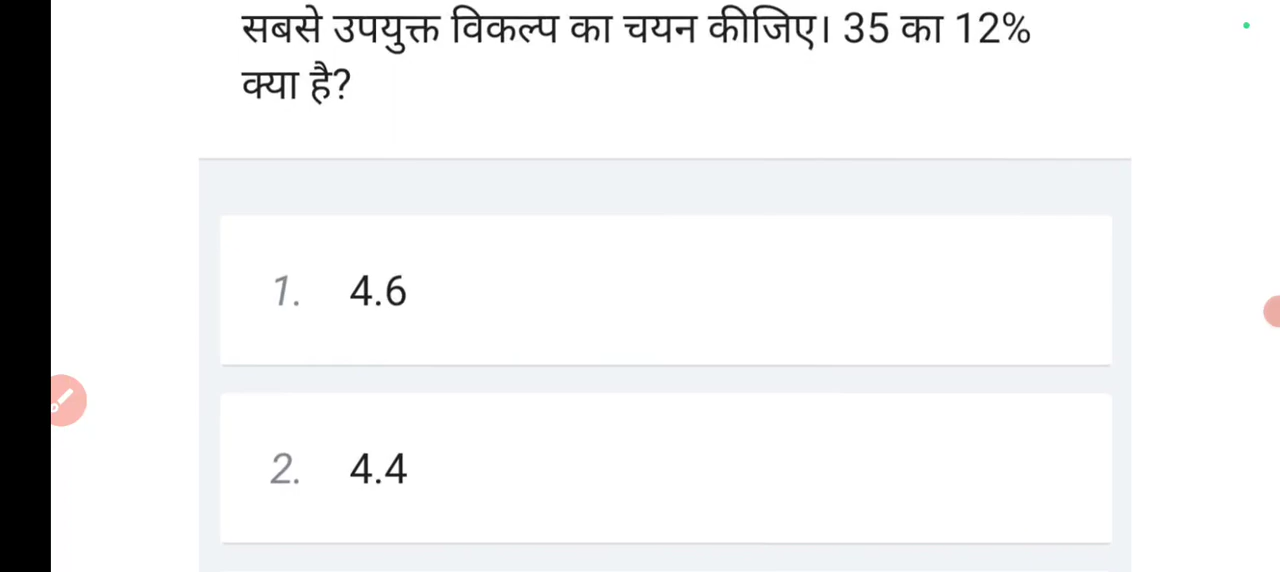 सबसे उपयुक्त विकल्प का चयन कीजिए। 35 का 12%
क्या है?
1. 4.6
2. 4.4